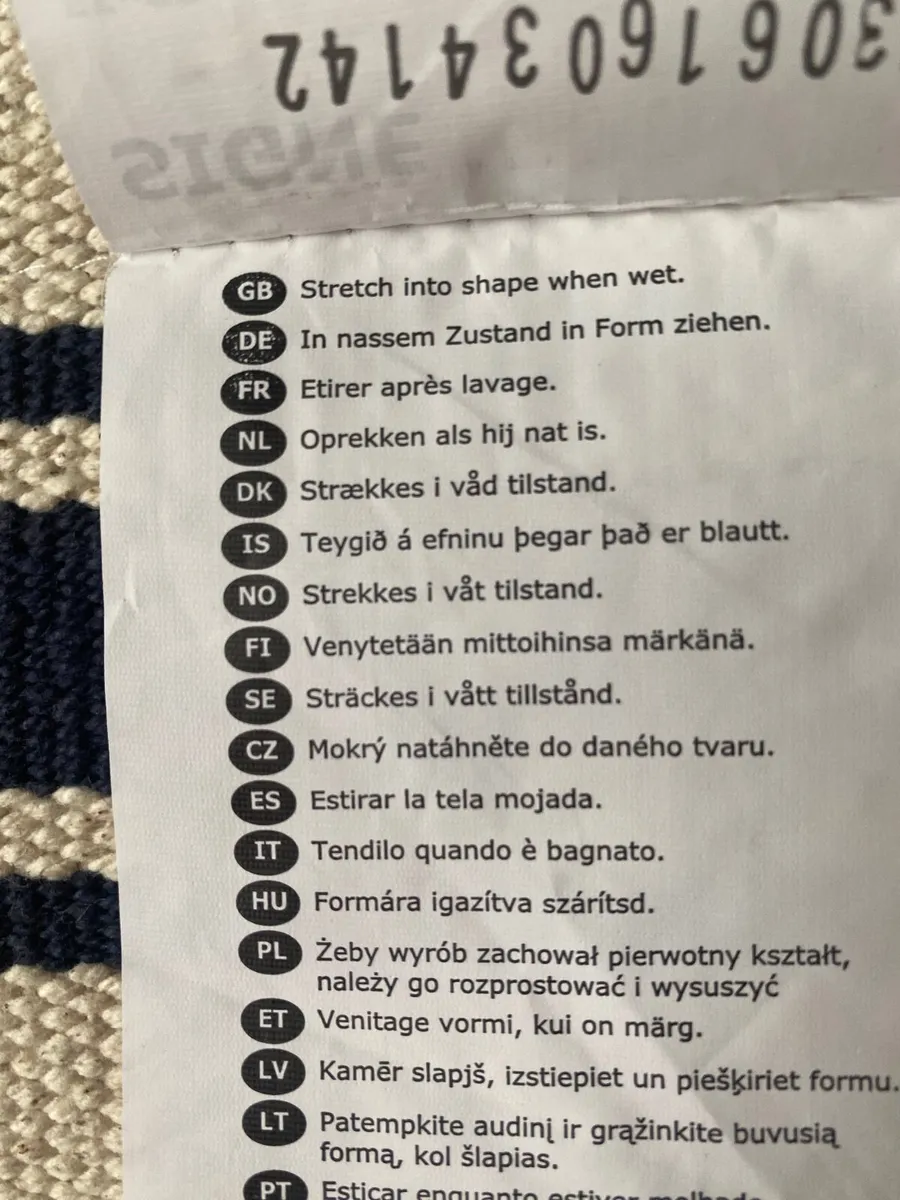 30616034142
GB Stretch into shape when wet.
DE In nassem Zustand in Form ziehen.
FR Etirer après lavage.
NL Oprekken als hij nat is.
DK Strækkes i våd tilstand.
IS Teygið á efninu þegar það er blautt.
NO Strekkes i våt tilstand.
FI Venytetään mittoihinsa märkänä.
SE Sträckes i vått tillstånd.
CZ Mokrý natáhněte do daného tvaru.
ES Estirar la tela mojada.
IT Tendilo quando è bagnato.
HU Formára igazítva szárítsd.
PL Żeby wyrób zachował pierwotny kształt,
należy go rozprostować i wysuszyć
ET Venitage vormi, kui on märg.
LV Kamēr slapjš, izstiepiet un piešķiriet formu.
LT Patempkite audinį ir grąžinkite buvusią
formą, kol šlapias.
PT Esticar enquanto estiver